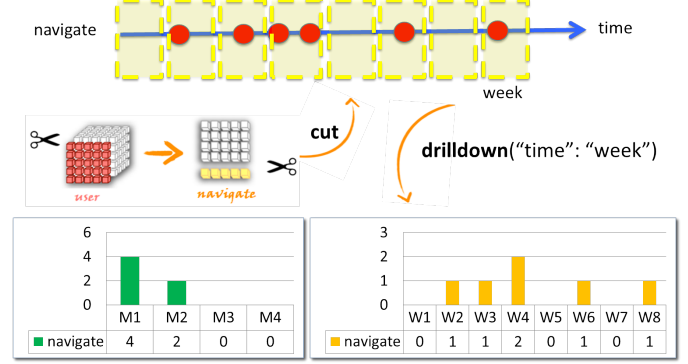 navigate
time
week
cut
drilldown(“time”: “week”)
user
navigate
6
4
2
0
M1 M2 M3 M4
navigate 4 2 0 0
3
2
1
0
W1 W2 W3 W4 W5 W6 W7 W8
navigate 0 1 1 2 0 1 0 1